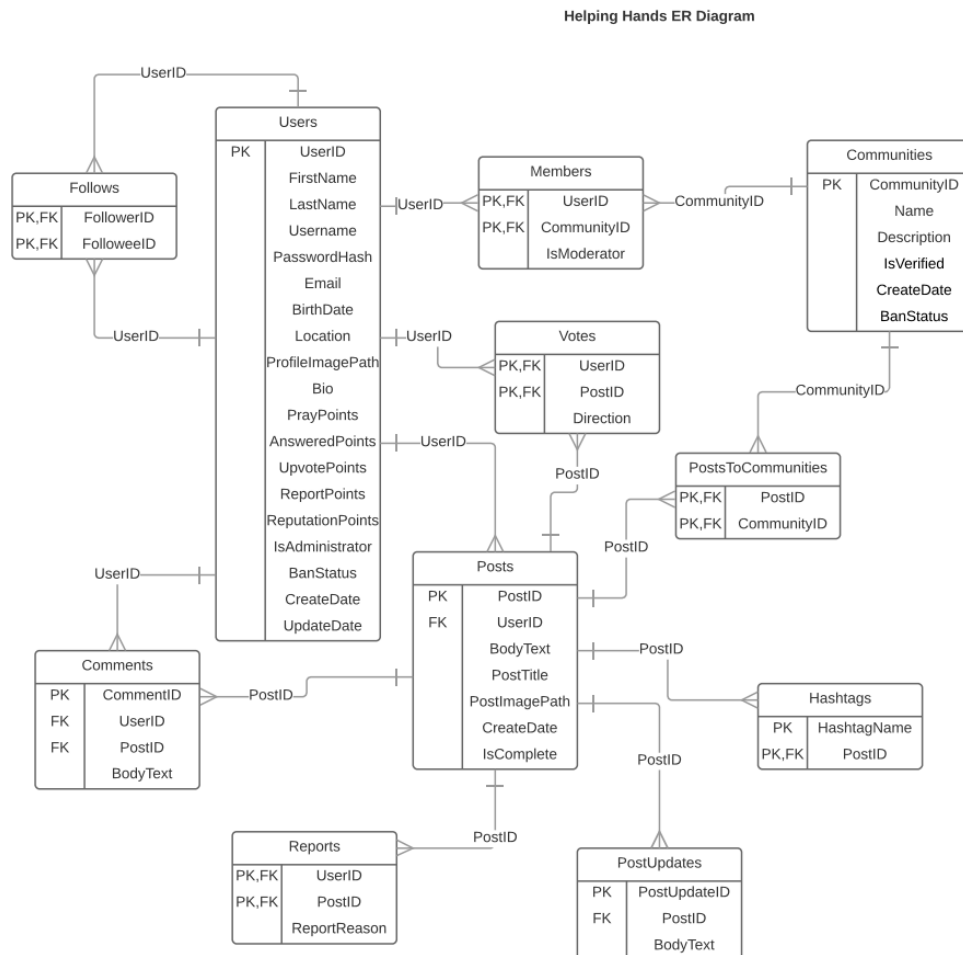 Helping Hands ER Diagram
UserID
Users
PK UserID
FirstName
LastName
Username
PasswordHash
Email
BirthDate
Location
ProfileImagePath
Bio
PrayPoints
AnsweredPoints
UpvotePoints
ReportPoints
ReputationPoints
IsAdministrator
BanStatus
CreateDate
UpdateDate
Follows
PK,FK FollowerID
PK,FK FolloweeID
UserID
UserID
Members
PK,FK UserID
PK,FK CommunityID
IsModerator
CommunityID
Communities
PK CommunityID
Name
Description
IsVerified
CreateDate
BanStatus
UserID
Votes
PK,FK UserID
PK,FK PostID
Direction
CommunityID
UserID
PostID
PostsToCommunities
PK,FK PostID
PK,FK CommunityID
PostID
UserID
Posts
PK PostID
FK UserID
BodyText
PostTitle
PostImagePath
CreateDate
IsComplete
Comments
PK CommentID
FK UserID
FK PostID
BodyText
PostID
PostID
Hashtags
PK HashtagName
PK,FK PostID
PostID
PostID
Reports
PK,FK UserID
PK,FK PostID
ReportReason
PostUpdates
PK PostUpdateID
FK PostID
BodyText